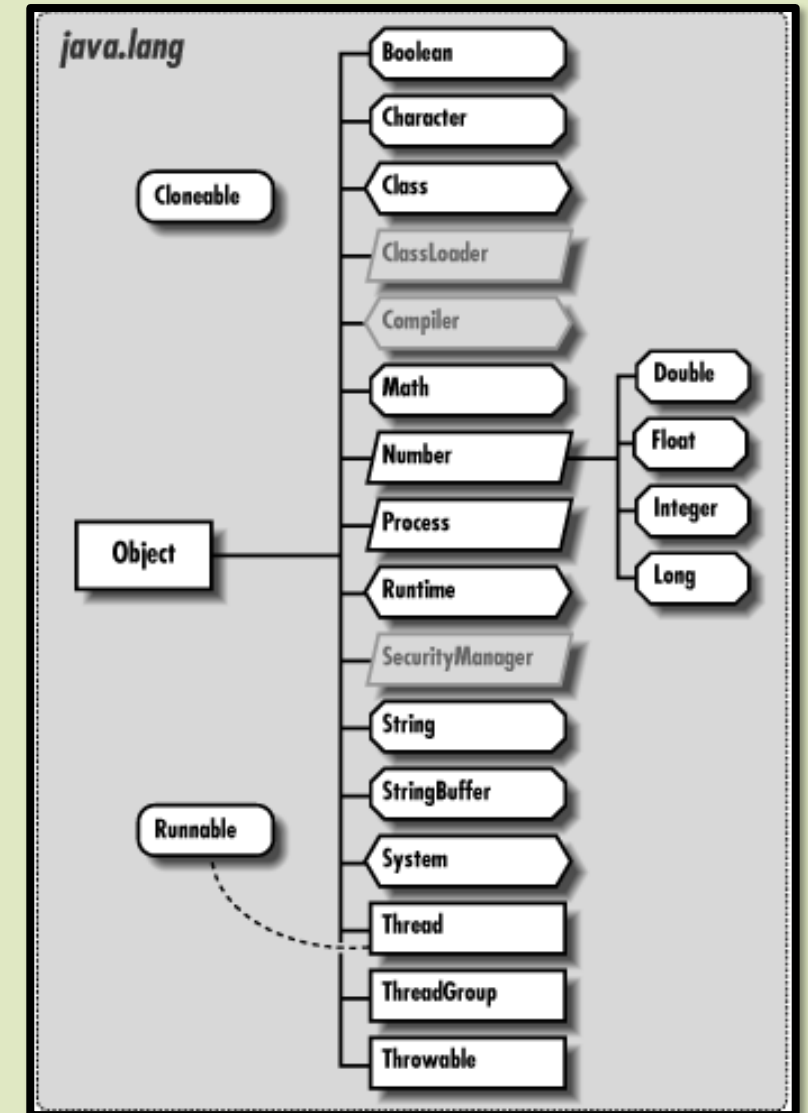 java.lang
Boolean
Character
Cloneable
Class
ClassLoader
Compiler
Math
Double
Number
Float
Process
Integer
Object
Runtime
Long
SecurityManager
String
StringBuffer
Runnable
System
Thread
ThreadGroup
Throwable